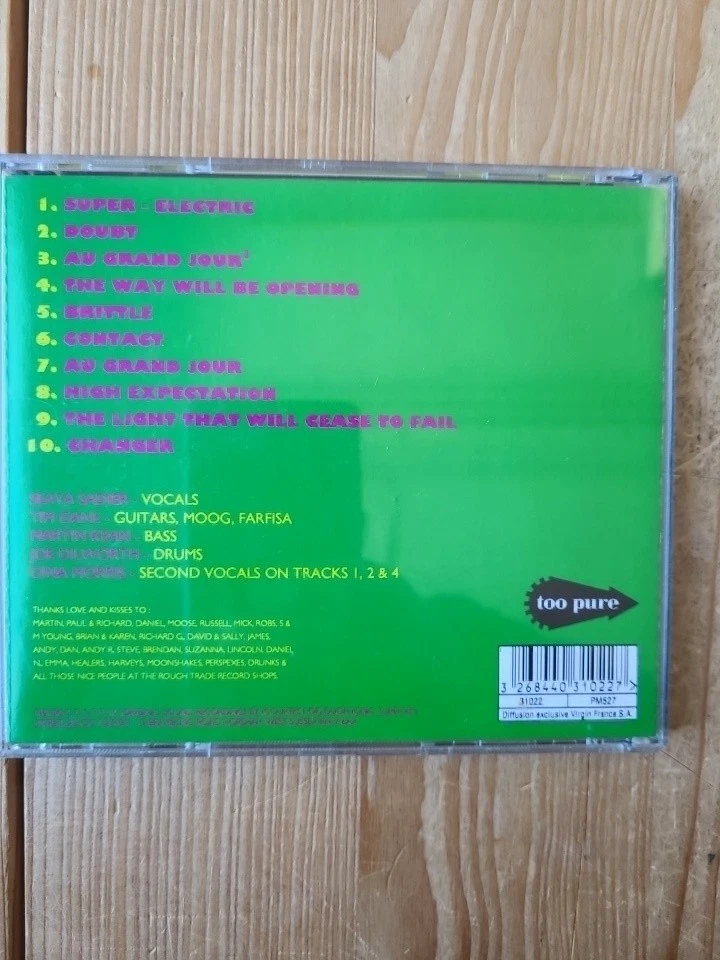 1. SUPER - ELECTRIC
2. DOUBT
3. AU GRAND JOUR'
4. THE WAY WILL BE OPENING
5. BRITTLE
6. CONTACT
7. AU GRAND JOUR
8. HIGH EXPECTATION
9. THE LIGHT THAT WILL CEASE TO FAIL
10. CHANGER
- VOCALS
- GUITARS, MOOG, FARFISA
- BASS
- DRUMS
- SECOND VOCALS ON TRACKS 1, 2 & 4
THANKS LOVE AND KISSES TO :
MARTIN, PAUL & RICHARD, DANIEL, MOOSE, RUSSELL, MICK, ROBS, S &
M YOUNG, BRIAN & KAREN, RICHARD G, DAVID & SALLY, JAMES,
ANDY, DAN, ANDY R, STEVE, BRENDAN, SUZANNA, LINCOLN, DANIEL
N, EMMA, HEALERS, HARVEYS, MOONSHAKES, PERSPEXES, DRUNKS &
ALL THOSE NICE PEOPLE AT THE ROUGH TRADE RECORD SHOPS.
too pure
3 268440 310227 >
31022 PM527
Diffusion exclusive Virgin France S.A.